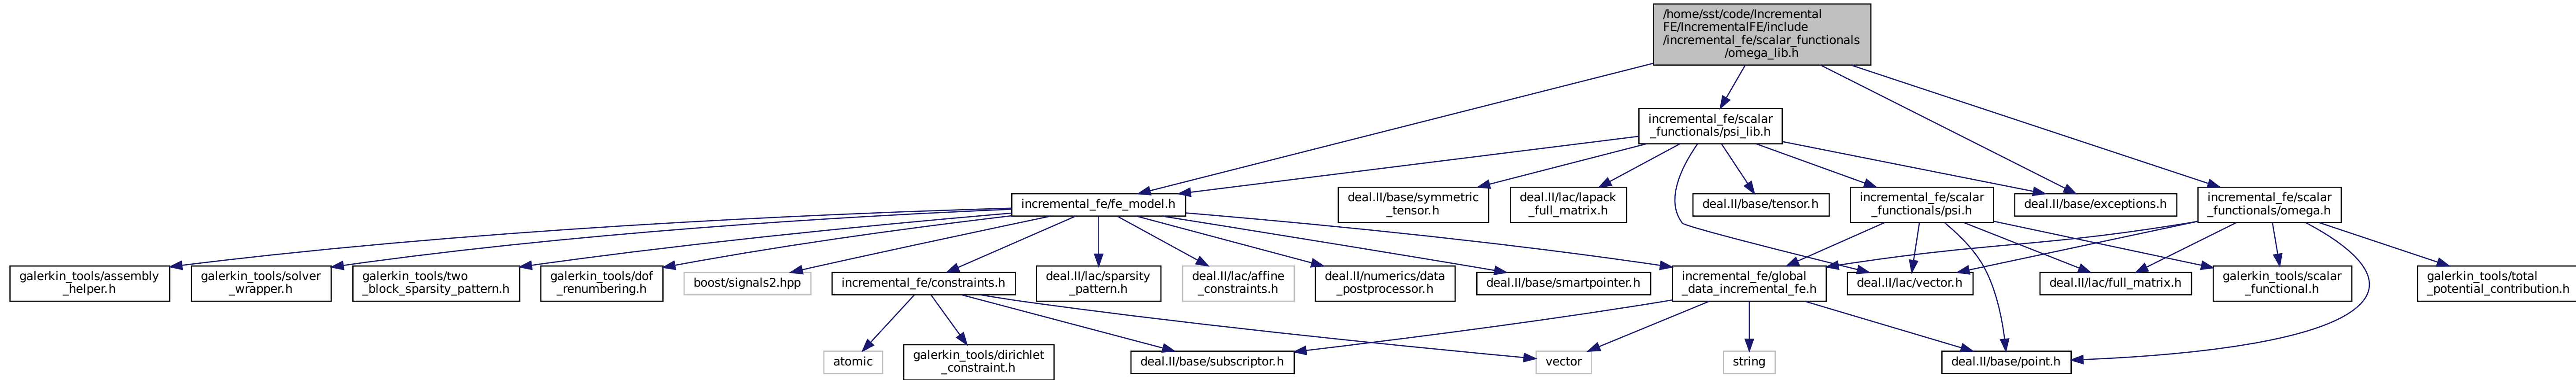 /home/sst/code/Incremental
FE/IncrementalFE/include
/incremental_fe/scalar_functionals
/omega_lib.h
incremental_fe/scalar
_functionals/psi_lib.h
incremental_fe/fe_model.h
deal.II/base/symmetric
_tensor.h
deal.II/lac/lapack
_full_matrix.h
deal.II/base/tensor.h
incremental_fe/scalar
_functionals/psi.h
deal.II/base/exceptions.h
incremental_fe/scalar
_functionals/omega.h
galerkin_tools/assembly
_helper.h
galerkin_tools/solver
_wrapper.h
galerkin_tools/two
_block_sparsity_pattern.h
galerkin_tools/dof
_renumbering.h
boost/signals2.hpp
incremental_fe/constraints.h
deal.II/lac/sparsity
_pattern.h
deal.II/lac/affine
_constraints.h
deal.II/numerics/data
_postprocessor.h
deal.II/base/smartpointer.h
incremental_fe/global
_data_incremental_fe.h
deal.II/lac/vector.h
deal.II/lac/full_matrix.h
galerkin_tools/scalar
_functional.h
galerkin_tools/total
_potential_contribution.h
atomic
galerkin_tools/dirichlet
_constraint.h
deal.II/base/subscriptor.h
vector
string
deal.II/base/point.h